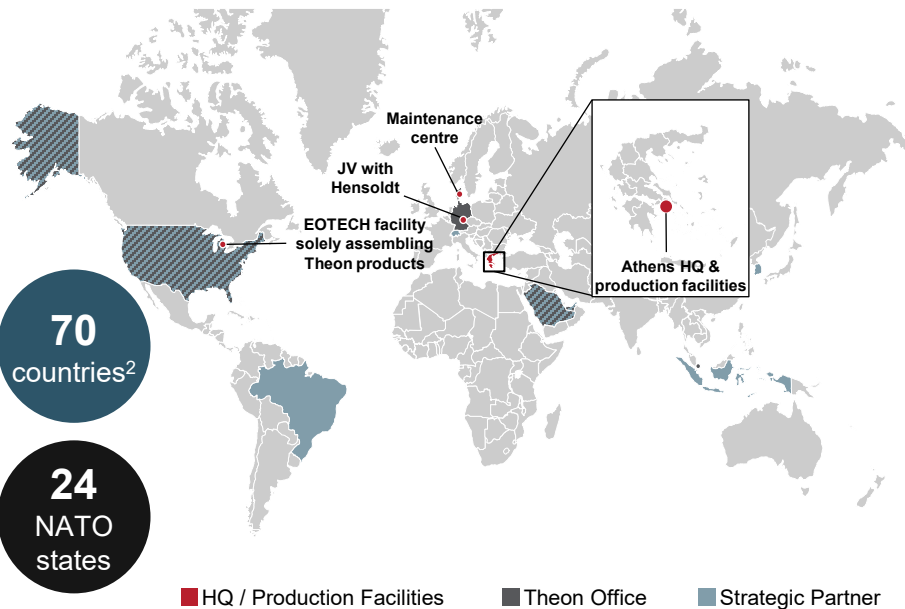 Maintenance
centre
JV with
Hensoldt
EOTECH facility
solely assembling
Theon products
Athens HQ &
production facilities
70
countries2
24
NATO
states
HQ / Production Facilities
Theon Office
Strategic Partner